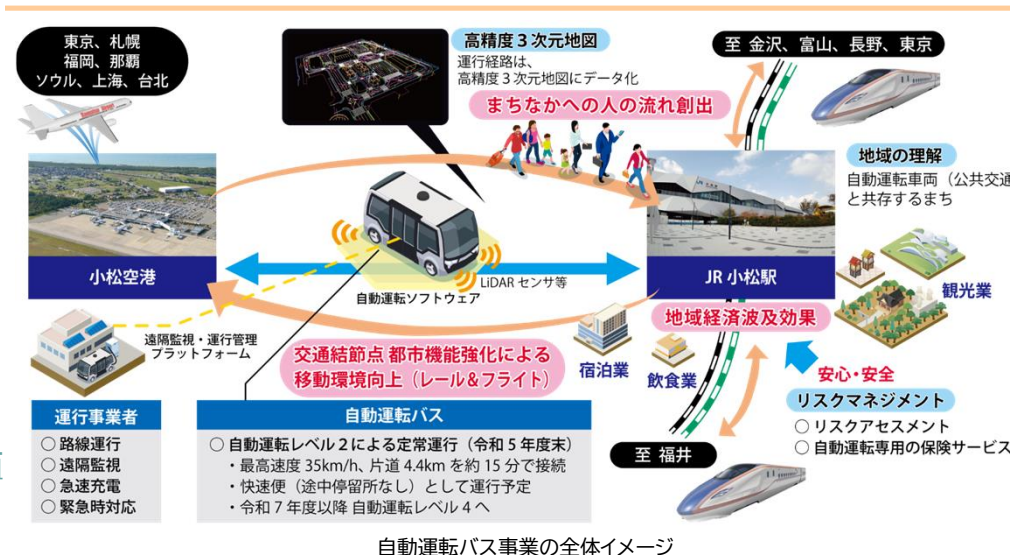 東京、札幌
福岡、那覇
ソウル、上海、台北
高精度3次元地図
運行経路は、
高精度3次元地図にデータ化
まちなかへの人の流れ創出
至 金沢、富山、長野、東京
地域の理解
自動運転車両（公共交通
と共存するまち
小松空港
自動運転ソフトウェア
LiDAR センサ等
JR 小松駅
観光業
遠隔監視・運行管理
プラットフォーム
交通結節点 都市機能強化による
移動環境向上（レール＆フライト）
宿泊業
飲食業
地域経済波及効果
安心・安全
リスクマネジメント
○ リスクアセスメント
○ 自動運転専用の保険サービス
運行事業者
○ 路線運行
○ 遠隔監視
○ 急速充電
○ 緊急時対応
自動運転バス
○ 自動運転レベル2による定常運行（令和5年度末）
・最高速度 35km/h、片道 4.4km を約 15 分で接続
・快速便（途中停留所なし）として運行予定
・令和7年度以降 自動運転レベル4へ
至 福井
自動運転バス事業の全体イメージ